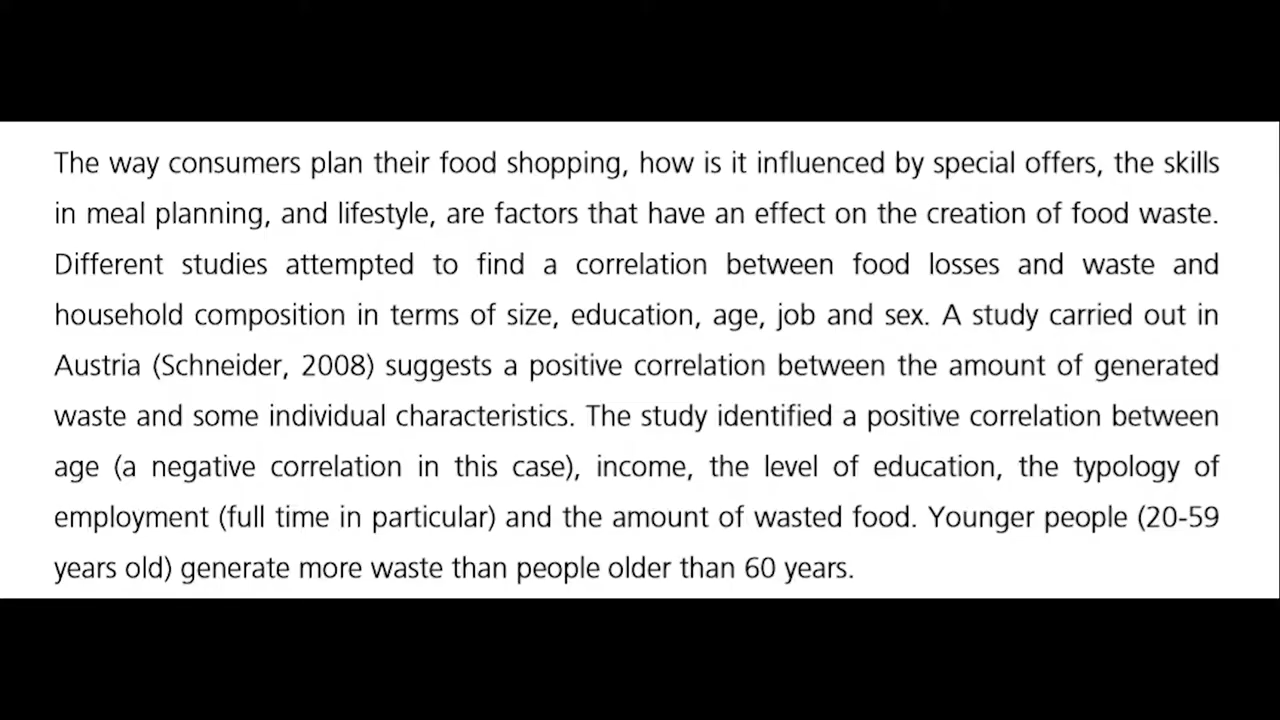 The way consumers plan their food shopping, how is it influenced by special offers, the skills
in meal planning, and lifestyle, are factors that have an effect on the creation of food waste.
Different studies attempted to find a correlation between food losses and waste and
household composition in terms of size, education, age, job and sex. A study carried out in
Austria (Schneider, 2008) suggests a positive correlation between the amount of generated
waste and some individual characteristics. The study identified a positive correlation between
age (a negative correlation in this case), income, the level of education, the typology of
employment (full time in particular) and the amount of wasted food. Younger people (20-59
years old) generate more waste than people older than 60 years.